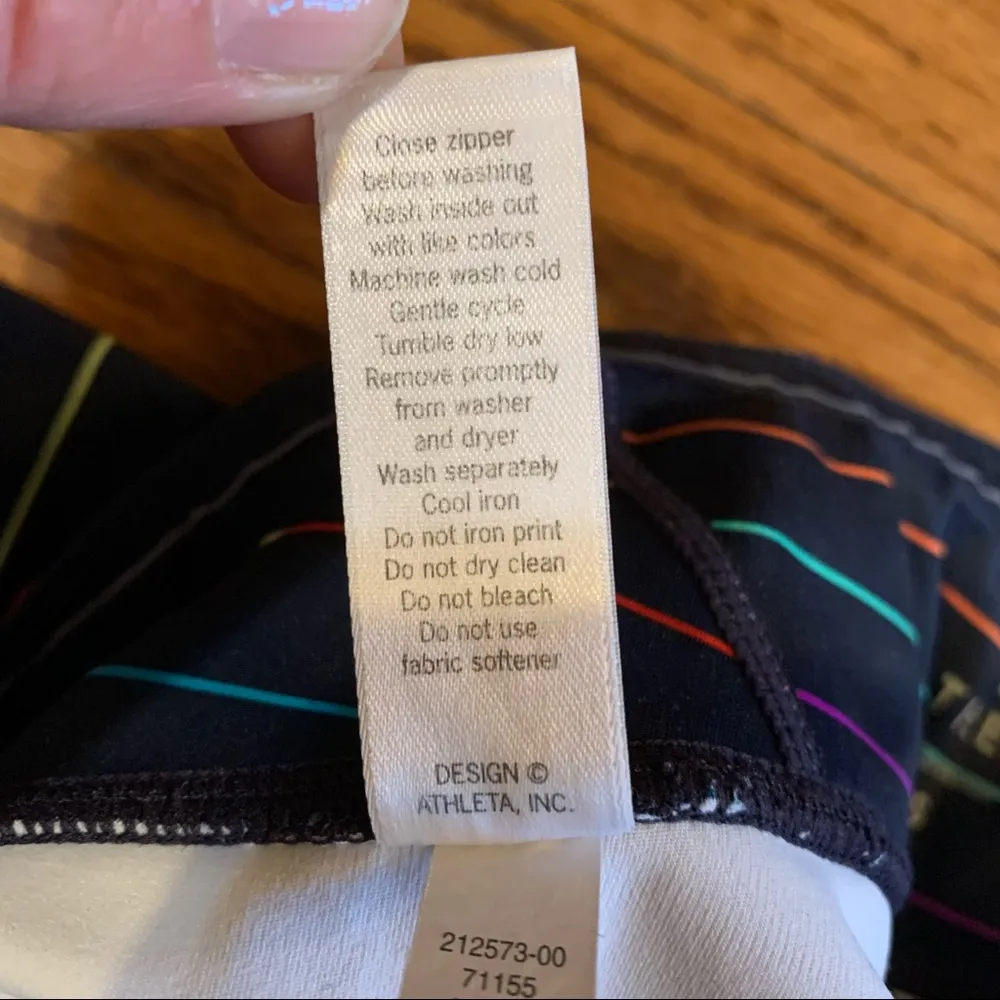 Close zipper
before washing
Wash inside out
with like colors
Machine wash cold
Gentle cycle
Tumble dry low
Remove promptly
from washer
and dryer
Wash separately
Cool iron
Do not iron print
Do not dry clean
Do not bleach
Do not use
fabric softener
DESIGN ©
ATHLETA, INC.
212573-00
71155